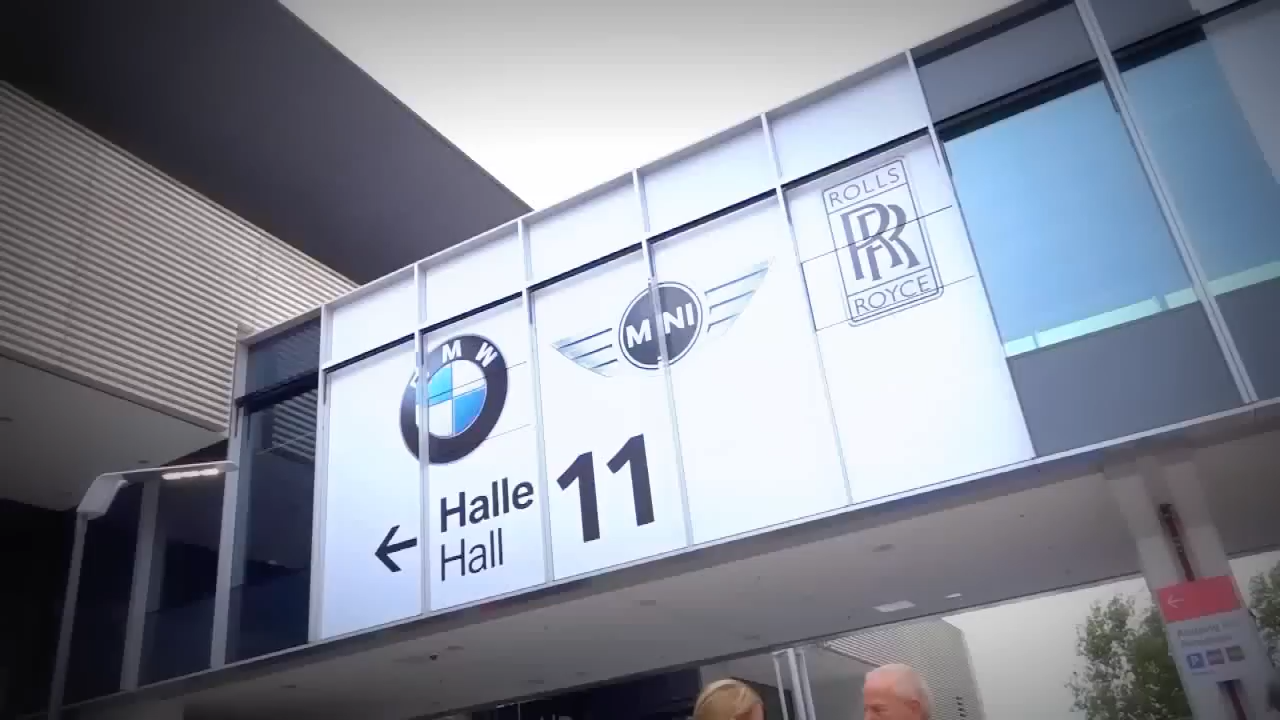 ROLLS
RR
ROYCE
MINI
BMW
Halle 11
← Hall
←
P